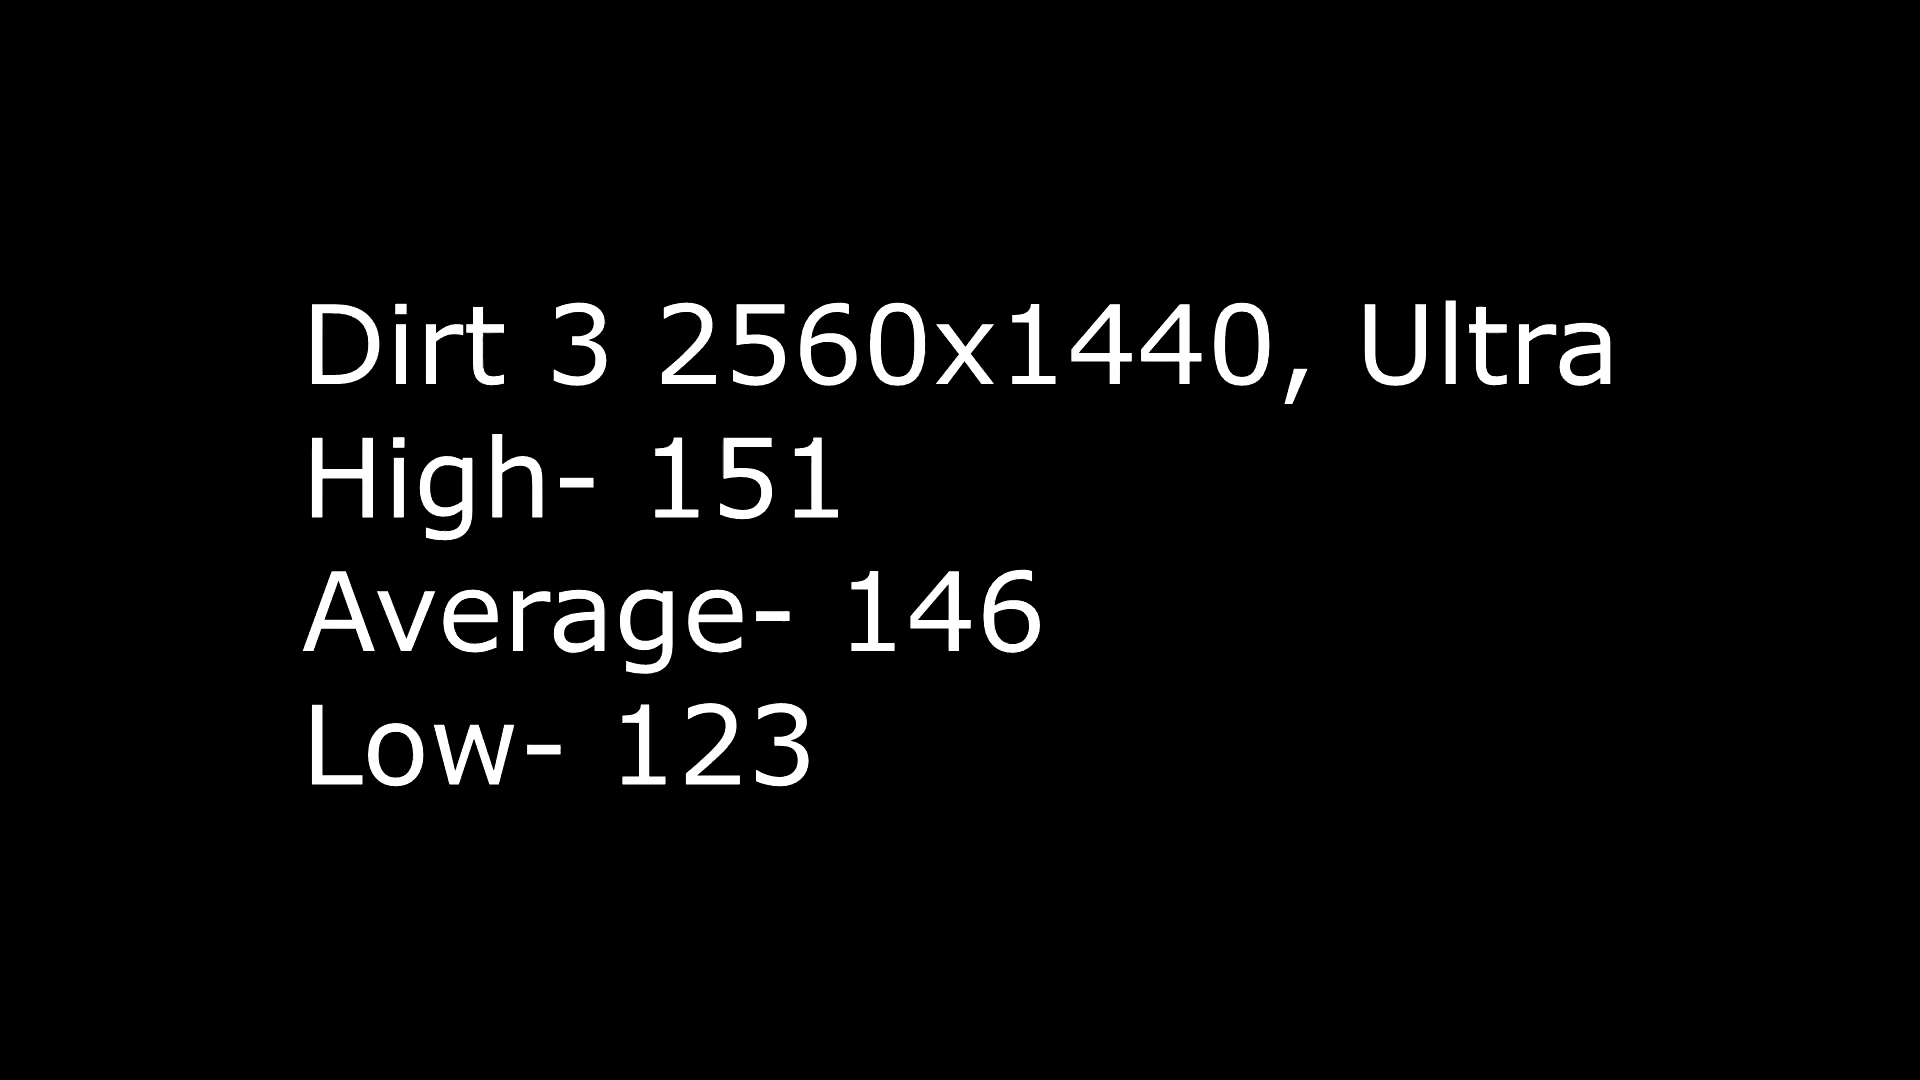 Dirt 3 2560x1440, Ultra
High- 151
Average- 146
Low- 123